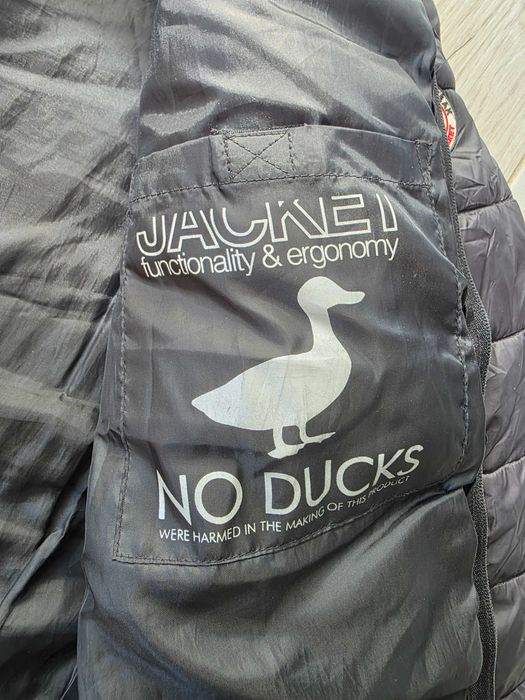 JACKET
functionality & ergonomy
NO DUCKS
WERE HARMED IN THE MAKING OF THIS PRODUCT